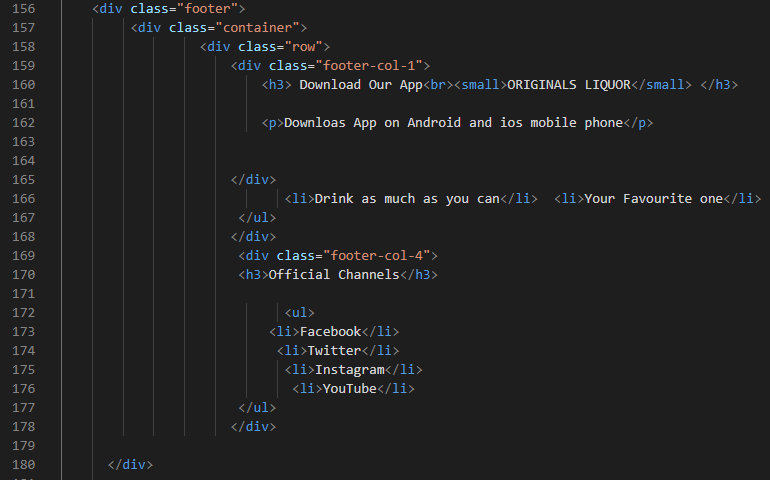 156 <div class="footer">
157 <div class="container">
158 <div class="row">
159 <div class="footer-col-1">
160 <h3> Download Our App<br><small>ORIGINALS LIQUOR</small> </h3>
161
162 <p>Downloas App on Android and ios mobile phone</p>
163
164
165 </div>
166 <li>Drink as much as you can</li>  <li>Your Favourite one</li>
167 </ul>
168 </div>
169 <div class="footer-col-4">
170 <h3>Official Channels</h3>
171
172 <ul>
173 <li>Facebook</li>
174 <li>Twitter</li>
175 <li>Instagram</li>
176 <li>YouTube</li>
177 </ul>
178 </div>
179
180 </div>